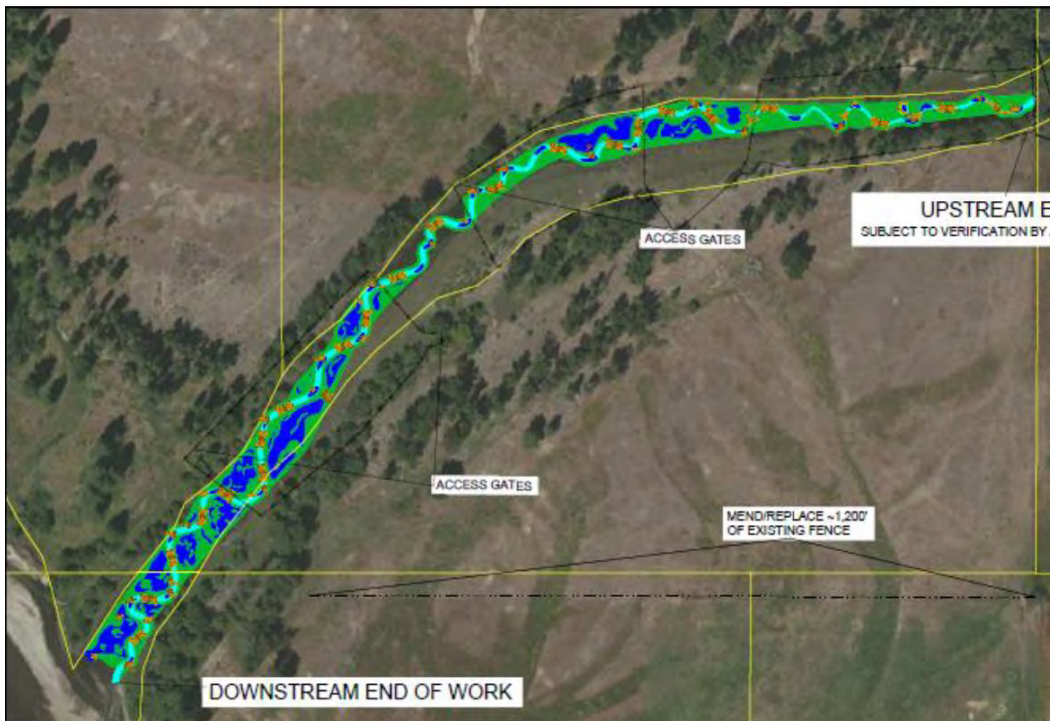 UPSTREAM E
SUBJECT TO VERIFICATION BY
ACCESS GATES
ACCESS GATES
MEND/REPLACE ~1,200'
OF EXISTING FENCE
DOWNSTREAM END OF WORK